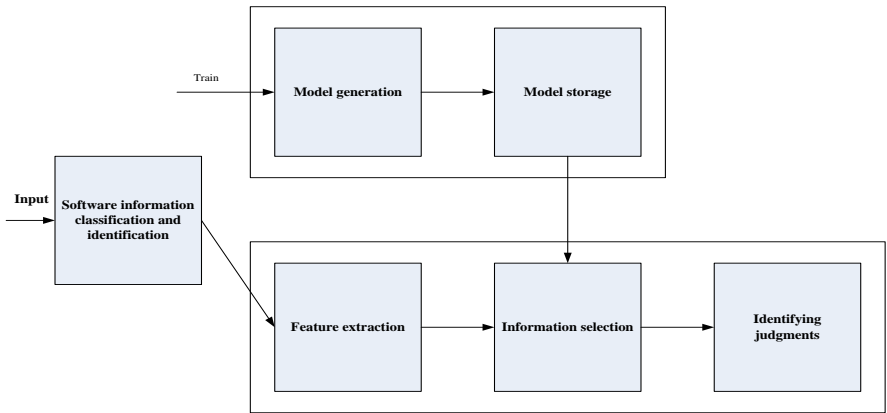 Train
Model generation
Model storage
Input
Software information
classification and
identification
Feature extraction
Information selection
Identifying
judgments